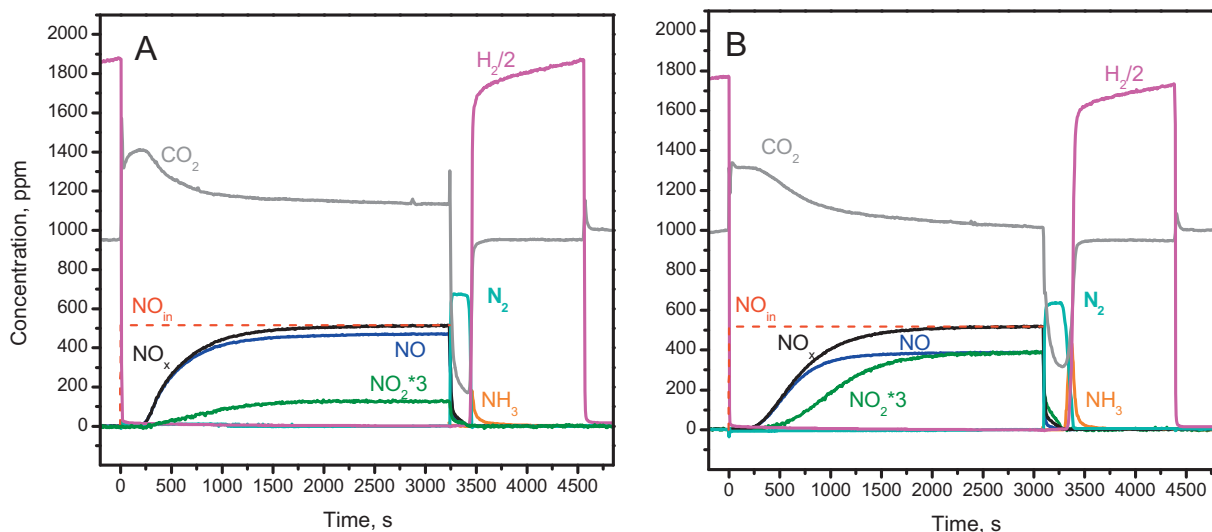 A
2000
1800
1600
1400
1200
1000
800
600
400
200
0
Concentration, ppm
H₂/2
CO₂
NOᵢₙ
N₂
NOₓ
NO
NO₂*3
NH₃
0 500 1000 1500 2000 2500 3000 3500 4000 4500
Time, s
B
2000
1800
1600
1400
1200
1000
800
600
400
200
0
H₂/2
CO₂
NOᵢₙ
N₂
NOₓ
NO
NO₂*3
NH₃
0 500 1000 1500 2000 2500 3000 3500 4000 4500
Time, s